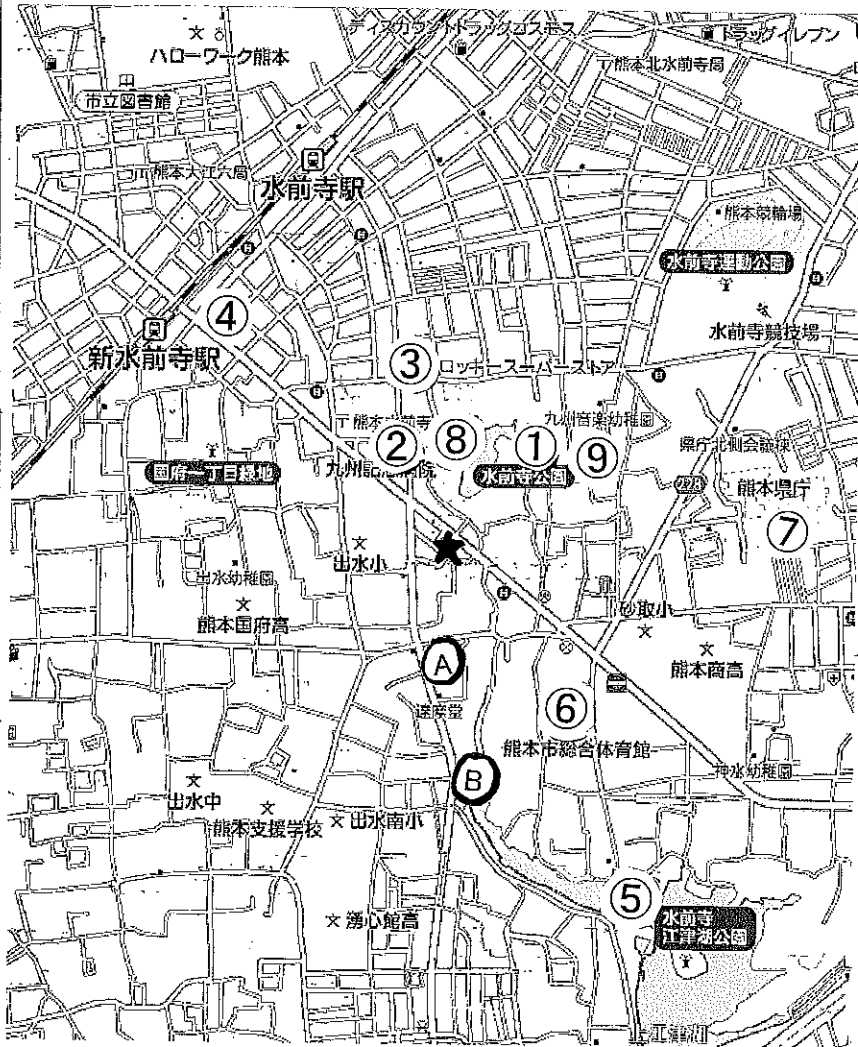 ディスカウントドラッグコスモス
ドラッグイレブン
ハローワーク熊本
〒熊本北水前寺局
市立図書館
〒熊本大江六局
水前寺駅
熊本競輪場
水前寺運動公園
④
水前寺競技場
新水前寺駅
③
ロッキースーパーストア
〒熊本水前寺
九州音楽幼稚園
②
⑧
①
⑨
県庁北側会議棟
国府一丁目緑地
九州記念病院
水前寺公園
熊本県庁
⑦
出水小
出水幼稚園
砂取小
熊本国府高
熊本商高
A
⑥
熊本市総合体育館
B
神水幼稚園
出水中
熊本支援学校
出水南小
⑤
湧心館高
水前寺
江津湖公園
上江津湖